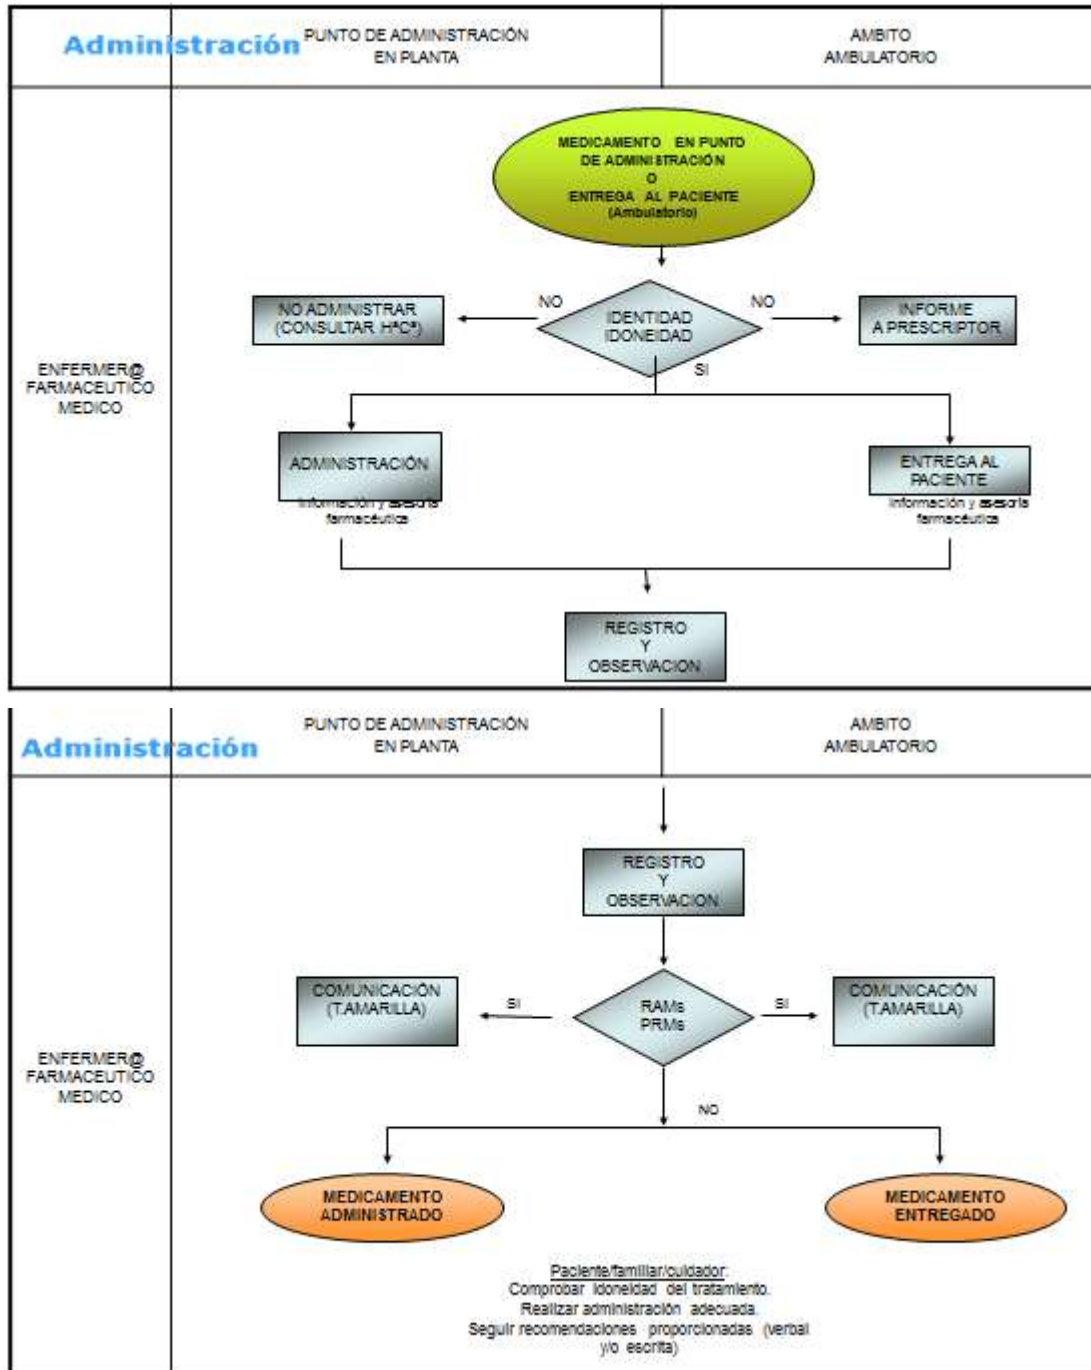 Administración
PUNTO DE ADMINISTRACIÓN
EN PLANTA
AMBITO
AMBULATORIO
MEDICAMENTO EN PUNTO
DE ADMINISTRACIÓN
O
ENTREGA AL PACIENTE
(Ambulatorio)
NO
NO
NO ADMINISTRAR
(CONSULTAR HªCª)
IDENTIDAD
IDONEIDAD
INFORME
A PRESCRIPTOR
SI
ENFERMER@
FARMACEUTICO
MEDICO
ADMINISTRACIÓN
Información y asesoría
farmacéutica
ENTREGA AL
PACIENTE
Información y asesoría
farmacéutica
REGISTRO
Y
OBSERVACION
Administración
PUNTO DE ADMINISTRACIÓN
EN PLANTA
AMBITO
AMBULATORIO
REGISTRO
Y
OBSERVACION
COMUNICACIÓN
(T.AMARILLA)
SI
RAMs
PRMs
SI
COMUNICACIÓN
(T.AMARILLA)
ENFERMER@
FARMACEUTICO
MEDICO
NO
MEDICAMENTO
ADMINISTRADO
MEDICAMENTO
ENTREGADO
Paciente/familiar/cuidador:
Comprobar idoneidad del tratamiento.
Realizar administración adecuada.
Seguir recomendaciones proporcionadas (verbal
y/o escrita)